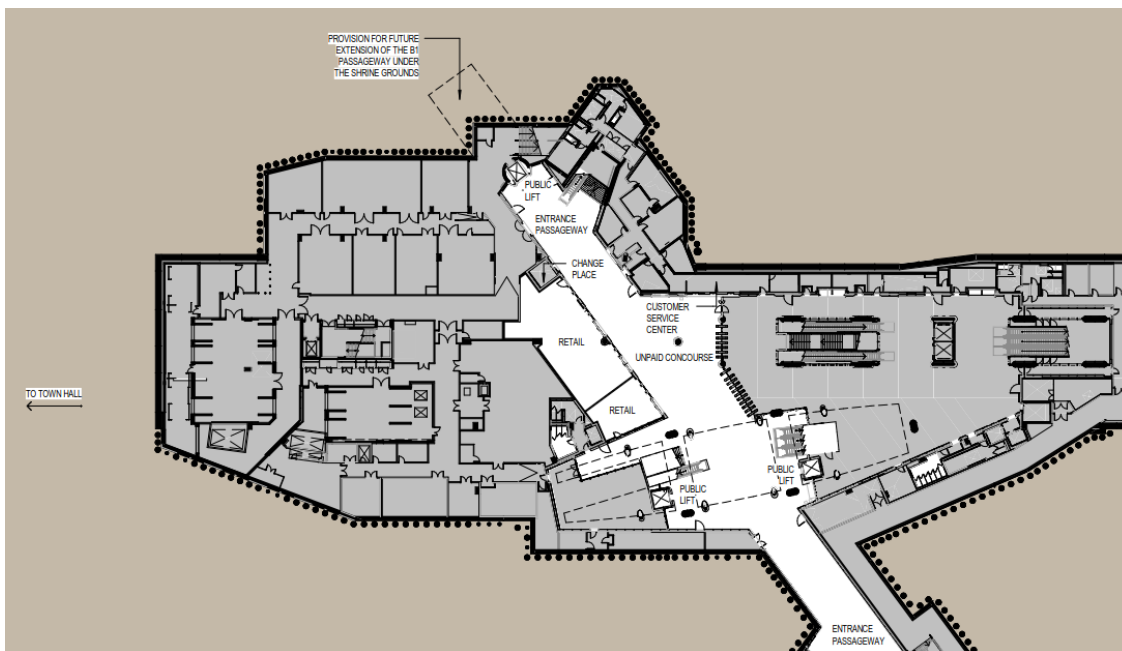 PROVISION FOR FUTURE
EXTENSION OF THE B1
PASSAGEWAY UNDER
THE SHRINE GROUNDS
PUBLIC
LIFT
ENTRANCE
PASSAGEWAY
CHANGE
PLACE
CUSTOMER
SERVICE
CENTER
RETAIL
UNPAID CONCOURSE
TO TOWN HALL
RETAIL
PUBLIC
LIFT
PUBLIC
LIFT
ENTRANCE
PASSAGEWAY